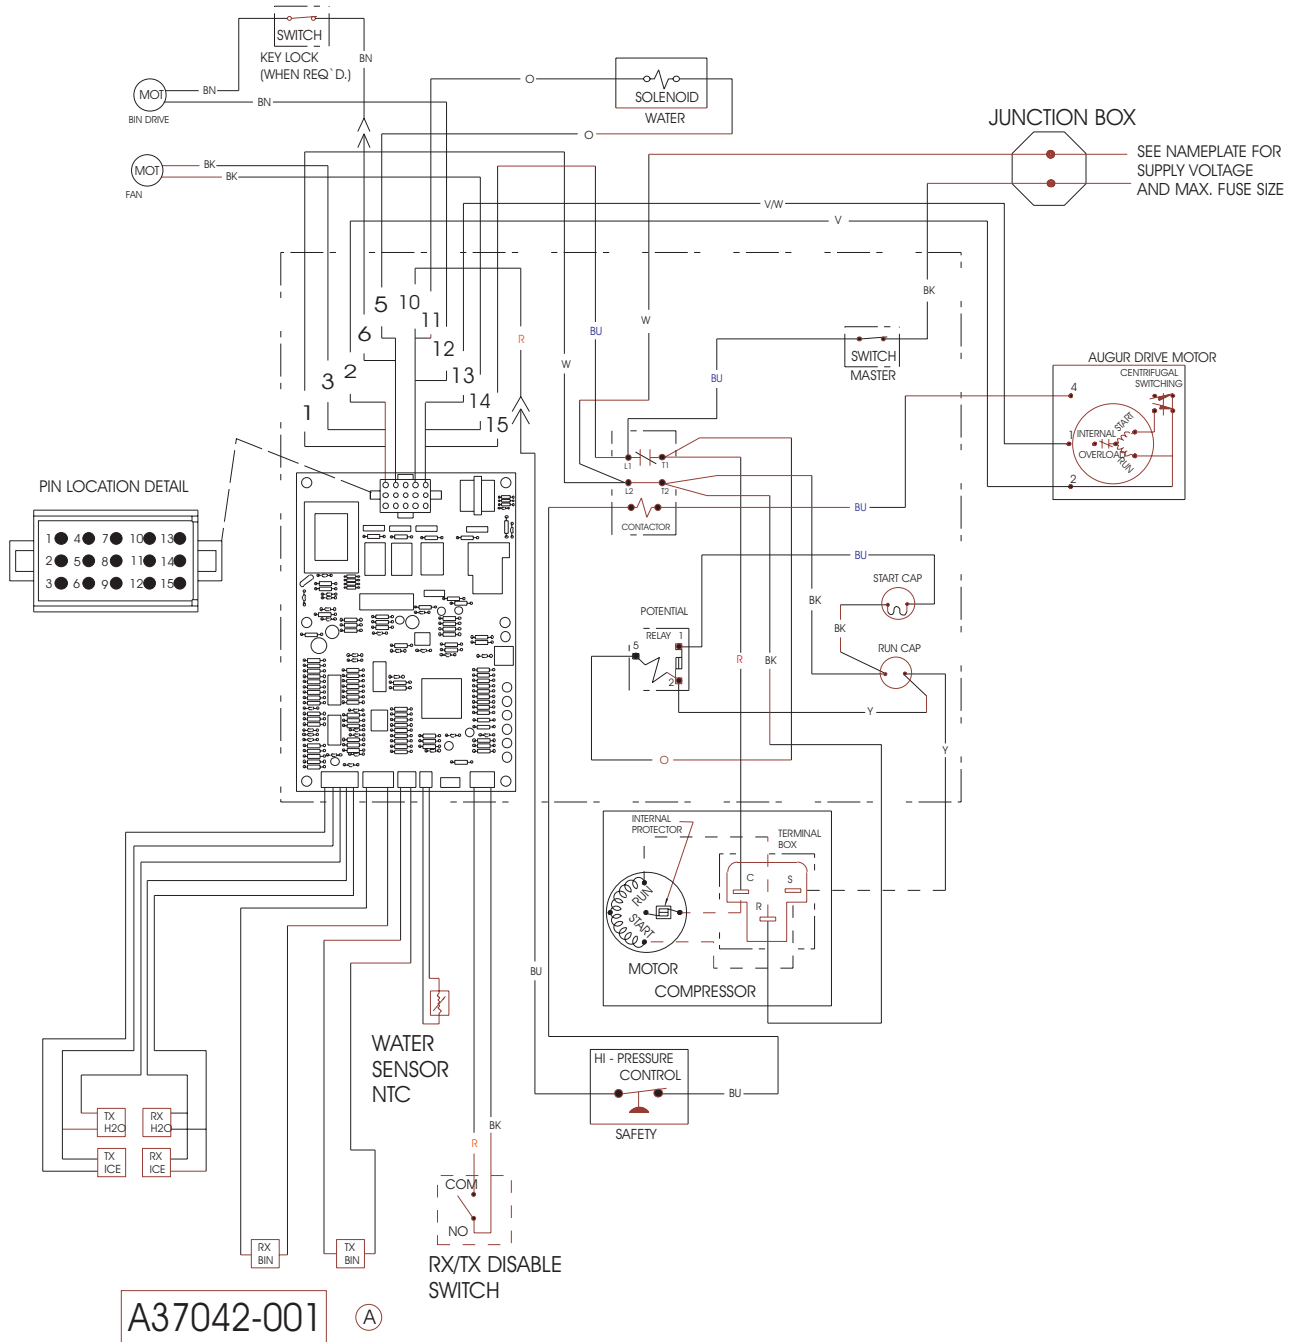 SWITCH
KEY LOCK
(WHEN REQ`D.)
BN
MOT
BN
BIN DRIVE
BN
MOT
BK
BK
FAN
O
SOLENOID
WATER
O
JUNCTION BOX
SEE NAMEPLATE FOR
SUPPLY VOLTAGE
AND MAX. FUSE SIZE
V/W
V
BK
W
BU
W
R
BU
SWITCH
MASTER
5
10
6
11
12
2
3
13
1
14
15
AUGUR DRIVE MOTOR
CENTRIFUGAL
SWITCHING
4
1
2
START
INTERNAL
OVERLOAD
RUN
L1
T1
L2
T2
CONTACTOR
BU
PIN LOCATION DETAIL
1 4 7 10 13
2 5 8 11 14
3 6 9 12 15
BU
START CAP
BK
BK
RUN CAP
POTENTIAL
RELAY
1
5
2
R
BK
Y
O
Y
INTERNAL
PROTECTOR
TERMINAL
BOX
C
S
R
RUN
START
MOTOR
COMPRESSOR
BU
WATER
SENSOR
NTC
HI - PRESSURE
CONTROL
BU
SAFETY
TX
H2O
RX
H2O
TX
ICE
RX
ICE
R
BK
COM
NO
RX/TX DISABLE
SWITCH
RX
BIN
TX
BIN
A37042-001
A